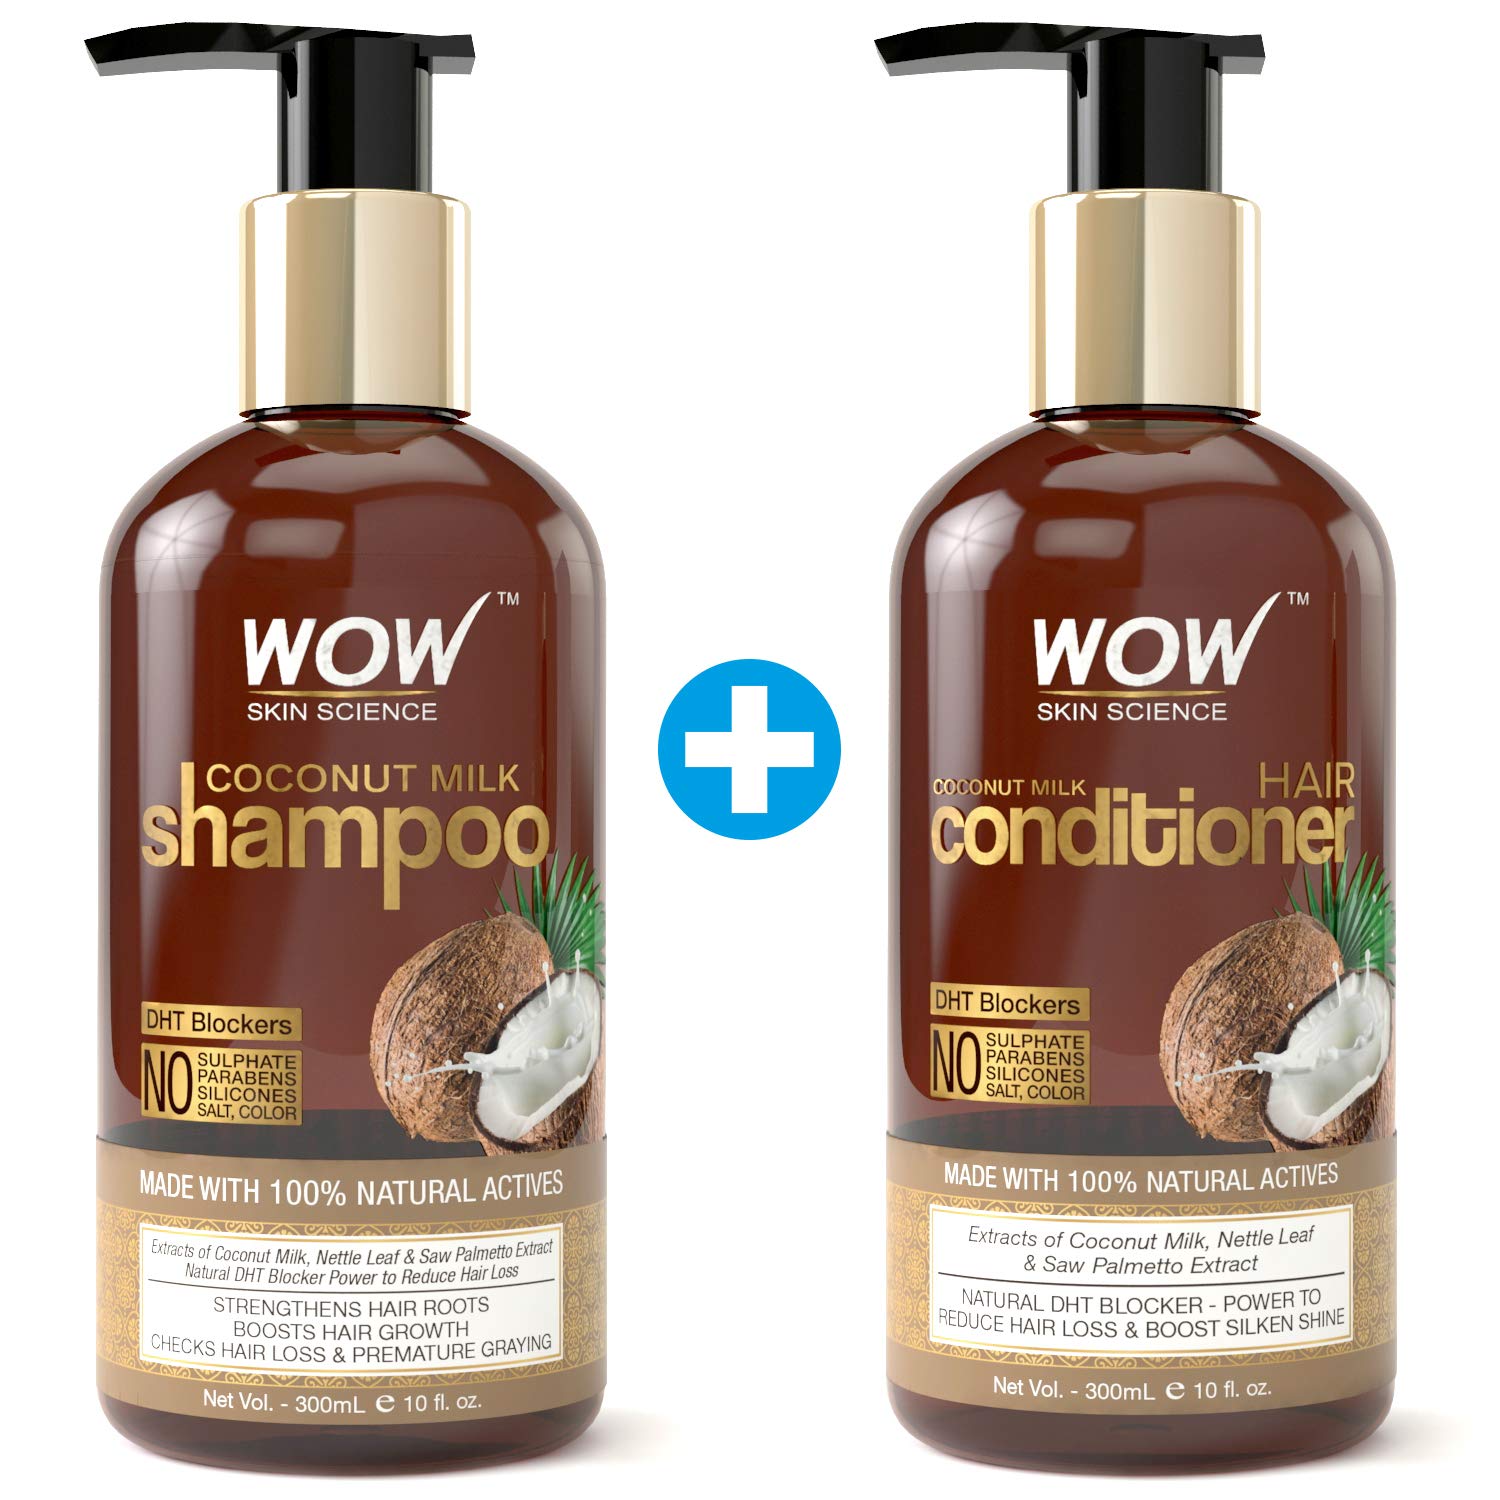 WOW™
SKIN SCIENCE
COCONUT MILK
shampoo
DHT Blockers
NO
SULPHATE
PARABENS
SILICONES
SALT, COLOR
MADE WITH 100% NATURAL ACTIVES
Extracts of Coconut Milk, Nettle Leaf & Saw Palmetto Extract
Natural DHT Blocker Power to Reduce Hair Loss
STRENGTHENS HAIR ROOTS
BOOSTS HAIR GROWTH
CHECKS HAIR LOSS & PREMATURE GRAYING
Net Vol. - 300mL ℮ 10 fl. oz.
WOW™
SKIN SCIENCE
COCONUT MILK HAIR
conditioner
DHT Blockers
NO
SULPHATE
PARABENS
SILICONES
SALT, COLOR
MADE WITH 100% NATURAL ACTIVES
Extracts of Coconut Milk, Nettle Leaf
& Saw Palmetto Extract
NATURAL DHT BLOCKER - POWER TO
REDUCE HAIR LOSS & BOOST SILKEN SHINE
Net Vol. - 300mL ℮ 10 fl. oz.